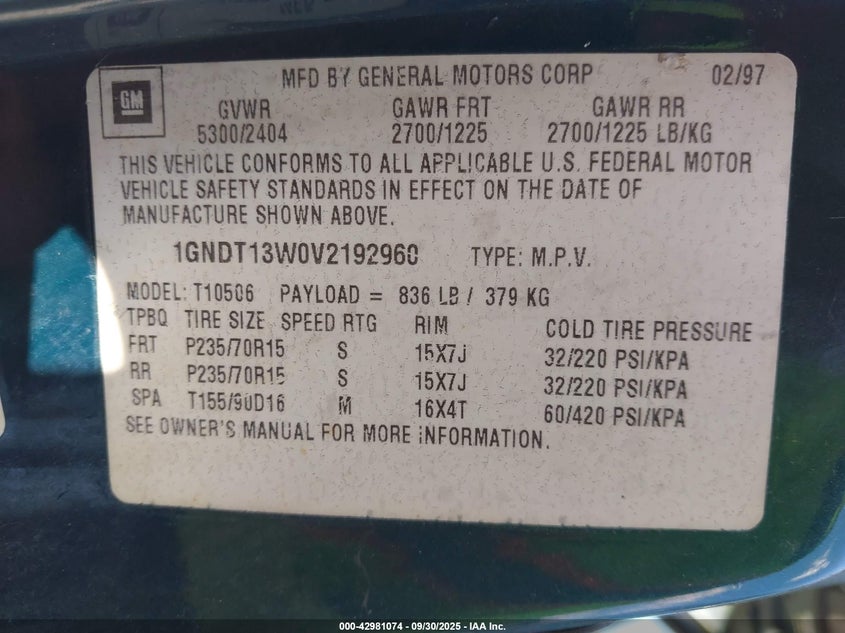 GM
MFD BY GENERAL MOTORS CORP 02/97
GVWR GAWR FRT GAWR RR
5300/2404 2700/1225 2700/1225 LB/KG
THIS VEHICLE CONFORMS TO ALL APPLICABLE U.S. FEDERAL MOTOR
VEHICLE SAFETY STANDARDS IN EFFECT ON THE DATE OF
MANUFACTURE SHOWN ABOVE.
1GNDT13W0V2192960 TYPE: M.P.V.
MODEL: T10506 PAYLOAD = 836 LB / 379 KG
TPBQ TIRE SIZE SPEED RTG RIM COLD TIRE PRESSURE
FRT P235/70R15 S 15X7J 32/220 PSI/KPA
RR P235/70R15 S 15X7J 32/220 PSI/KPA
SPA T155/90D16 M 16X4T 60/420 PSI/KPA
SEE OWNER'S MANUAL FOR MORE INFORMATION.
000-42981074 - 09/30/2025 - IAA Inc.